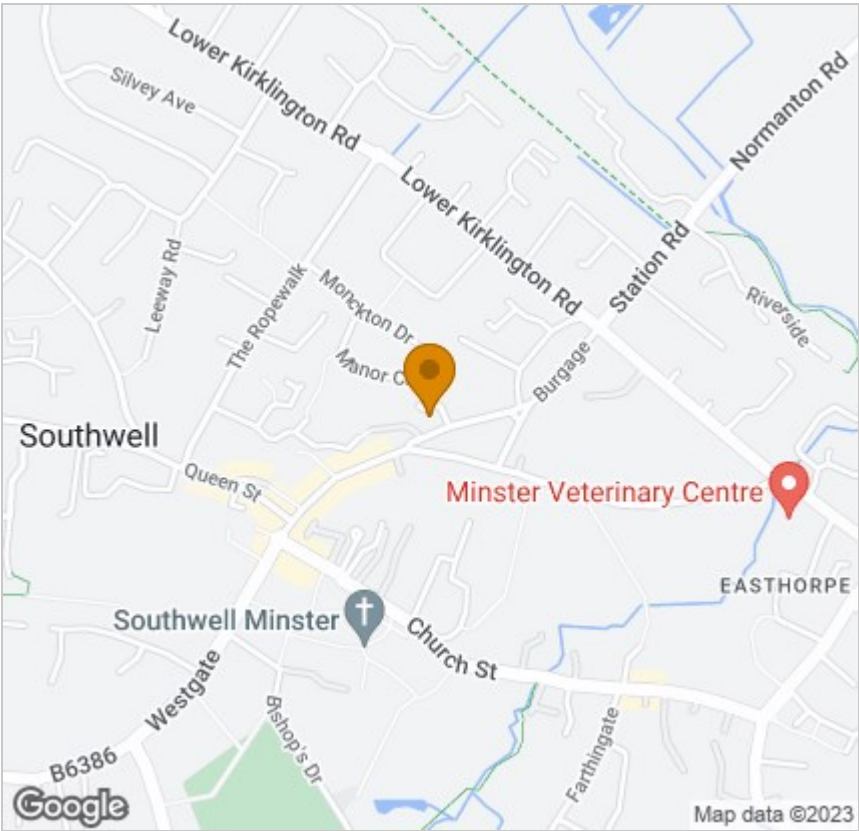 Lower Kirklington Rd
Silvey Ave
Normanton Rd
Lower Kirklington Rd
Station Rd
Leeway Rd
The Ropewalk
Monckton Dr
Riverside
Manor C
Burgage
Southwell
Queen St
Minster Veterinary Centre
EASTHORPE
Southwell Minster
Church St
Westgate
Bishop's Dr
Farthingate
B6386
Google
Map data ©2023